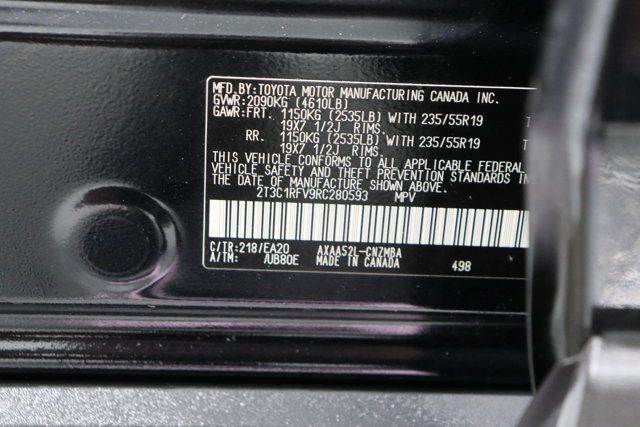 MFD.BY:TOYOTA MOTOR MANUFACTURING CANADA INC.
GVWR:2090KG (4610LB)
GAWR:FRT. 1150KG (2535LB) WITH 235/55R19 T
19X7 1/2J RIMS.
RR. 1150KG (2535LB) WITH 235/55R19 T
19X7 1/2J RIMS.
THIS VEHICLE CONFORMS TO ALL APPLICABLE FEDERAL
VEHICLE SAFETY AND THEFT PREVENTION STANDARDS IN
THE DATE OF MANUFACTURE SHOWN ABOVE.
2T3C1RFV9RC280593 MPV
C/TR:218/EA20 AXAA52L-CNZMBA
A/TM: /UB80E MADE IN CANADA 498